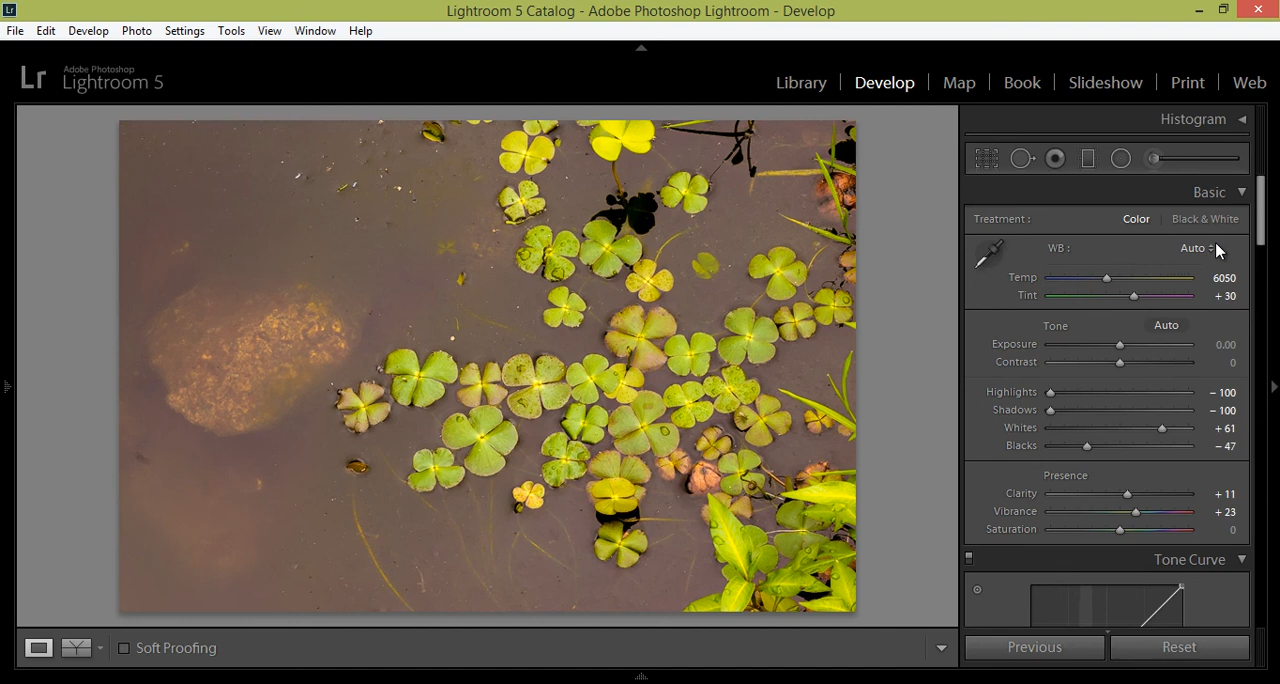 Lr
Lightroom 5 Catalog - Adobe Photoshop Lightroom - Develop
File Edit Develop Photo Settings Tools View Window Help
Lr Adobe Photoshop
Lightroom 5
Library Develop Map Book Slideshow Print Web
Histogram
Basic
Treatment : Color Black & White
WB : Auto
Temp 6050
Tint + 30
Tone Auto
Exposure 0.00
Contrast 0
Highlights – 100
Shadows – 100
Whites + 61
Blacks – 47
Presence
Clarity + 11
Vibrance + 23
Saturation 0
Tone Curve
Soft Proofing
Previous Reset